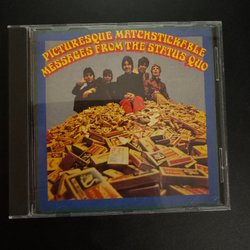 PICTURESQUE MATCHSTICKABLE
MESSAGES FROM THE STATUS QUO